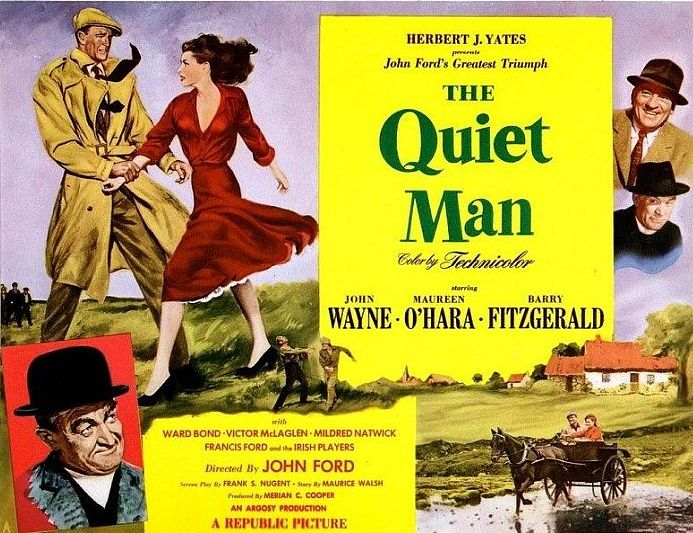 HERBERT J. YATES
presents
John Ford's Greatest Triumph
THE
Quiet
Man
Color by Technicolor
starring
JOHN WAYNE · MAUREEN O'HARA · BARRY FITZGERALD
with
WARD BOND · VICTOR McLAGLEN · MILDRED NATWICK
FRANCIS FORD and the IRISH PLAYERS
Directed By JOHN FORD
Screen Play By FRANK S. NUGENT · Story By MAURICE WALSH
Produced By MERIAN C. COOPER
AN ARGOSY PRODUCTION
A REPUBLIC PICTURE